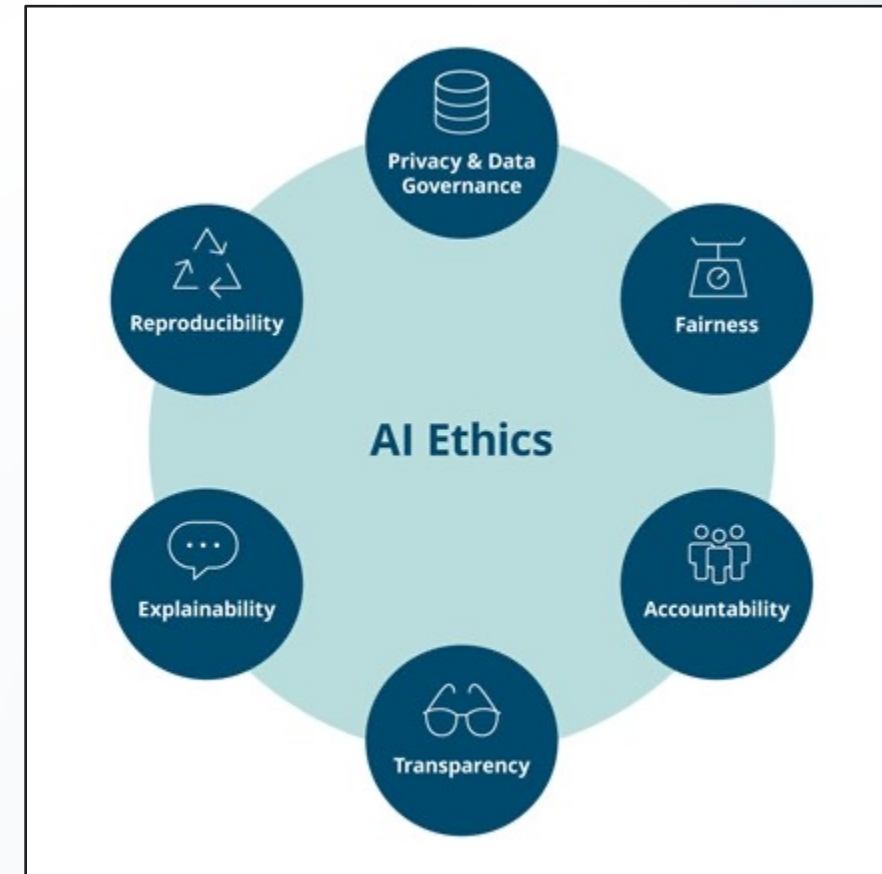 Privacy & Data
Governance
Reproducibility
Fairness
AI Ethics
Explainability
Accountability
Transparency